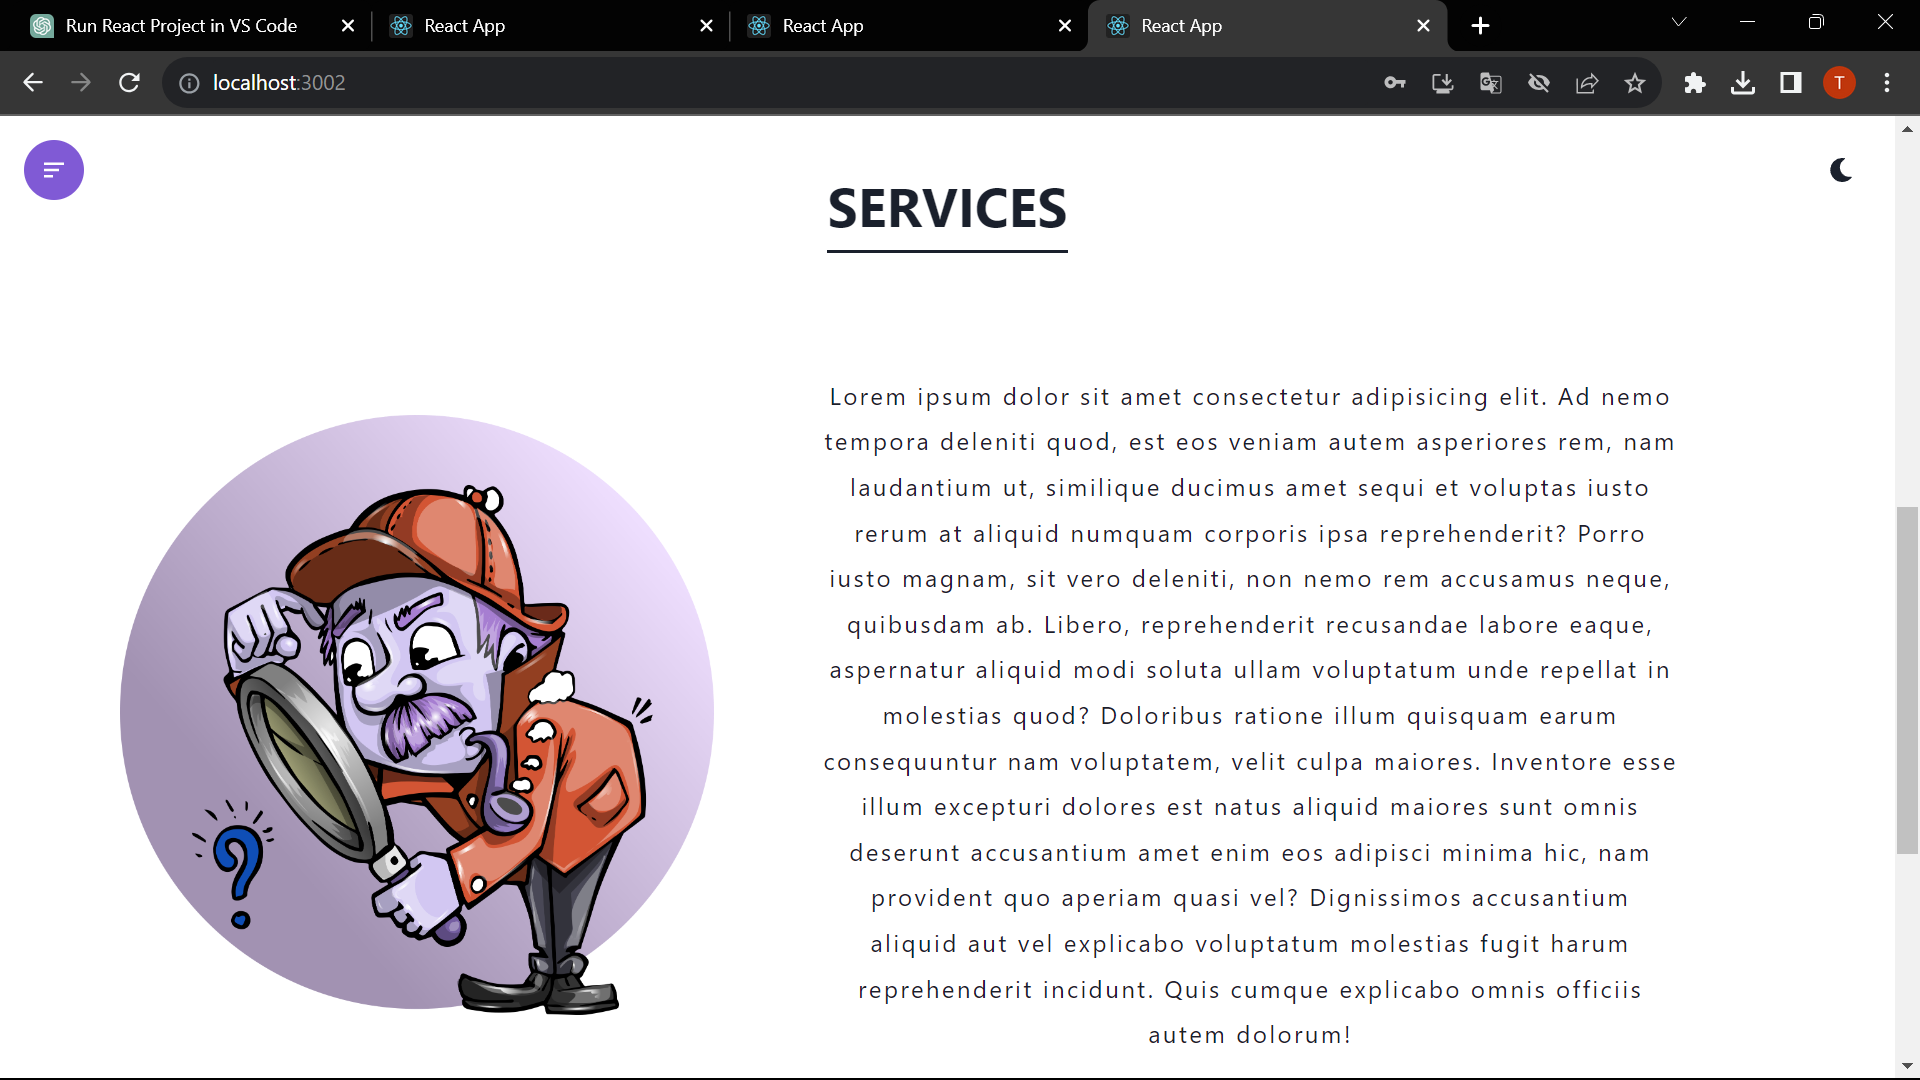 Run React Project in VS Code
React App
React App
React App
localhost:3002
T
SERVICES
Lorem ipsum dolor sit amet consectetur adipisicing elit. Ad nemo
tempora deleniti quod, est eos veniam autem asperiores rem, nam
laudantium ut, similique ducimus amet sequi et voluptas iusto
rerum at aliquid numquam corporis ipsa reprehenderit? Porro
iusto magnam, sit vero deleniti, non nemo rem accusamus neque,
quibusdam ab. Libero, reprehenderit recusandae labore eaque,
aspernatur aliquid modi soluta ullam voluptatum unde repellat in
molestias quod? Doloribus ratione illum quisquam earum
consequuntur nam voluptatem, velit culpa maiores. Inventore esse
illum excepturi dolores est natus aliquid maiores sunt omnis
deserunt accusantium amet enim eos adipisci minima hic, nam
provident quo aperiam quasi vel? Dignissimos accusantium
aliquid aut vel explicabo voluptatum molestias fugit harum
reprehenderit incidunt. Quis cumque explicabo omnis officiis
autem dolorum!
?